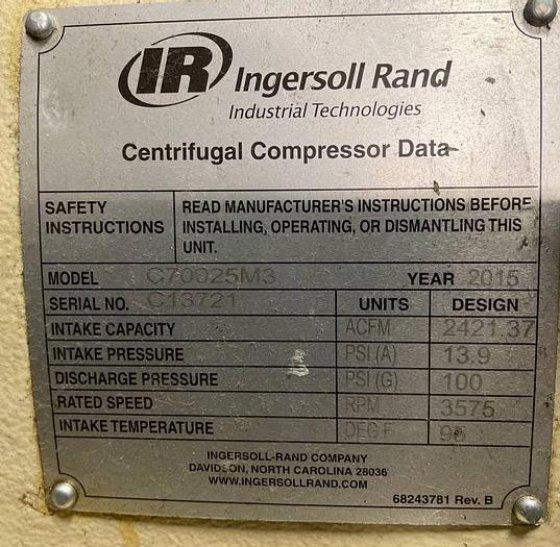 IR Ingersoll Rand
Industrial Technologies
Centrifugal Compressor Data
SAFETY INSTRUCTIONS
READ MANUFACTURER'S INSTRUCTIONS BEFORE
INSTALLING, OPERATING, OR DISMANTLING THIS
UNIT.
MODEL C70025M3 YEAR 2015
SERIAL NO. C13721 UNITS DESIGN
INTAKE CAPACITY ACFM 2421.37
INTAKE PRESSURE PSI(A) 13.9
DISCHARGE PRESSURE PSI(G) 100
RATED SPEED RPM 3575
INTAKE TEMPERATURE DEG F
INGERSOLL-RAND COMPANY
DAVIDSON, NORTH CAROLINA 28036
WWW.INGERSOLLRAND.COM
68243781 Rev. B